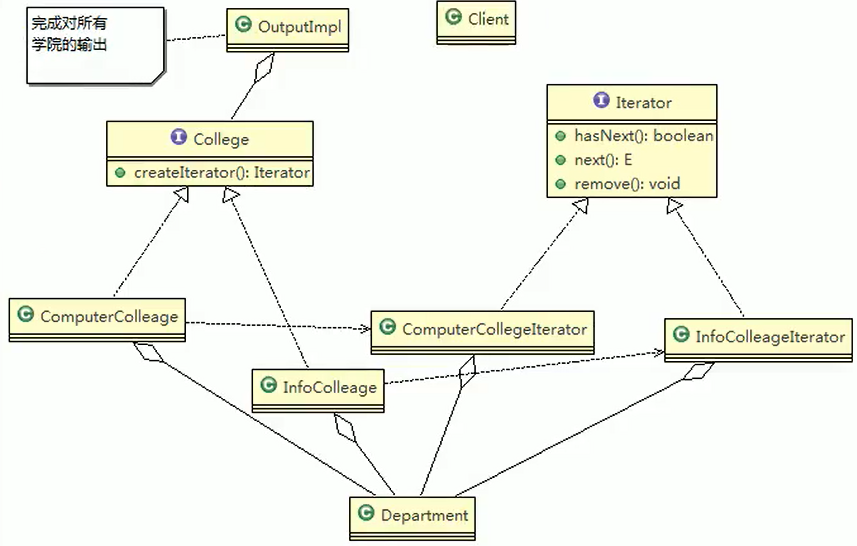 完成对所有
学院的输出
OutputImpl
Client
College
createIterator(): Iterator
Iterator
hasNext(): boolean
next(): E
remove(): void
ComputerColleage
ComputerCollegeIterator
InfoColleageIterator
InfoColleage
Department